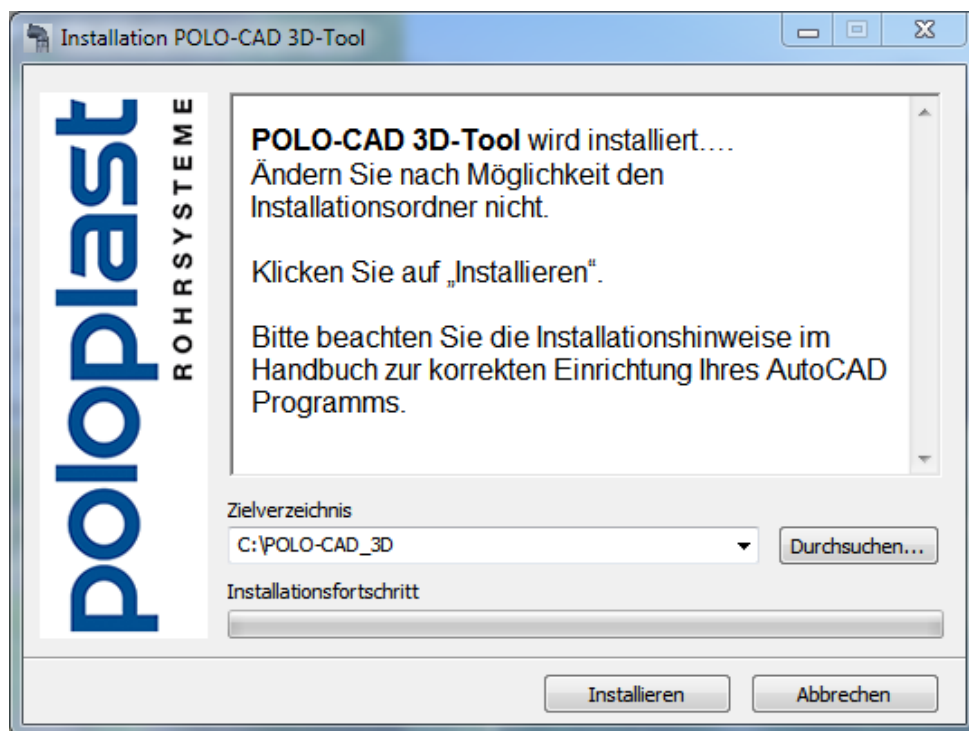 Installation POLO-CAD 3D-Tool
poloplast
ROHRSYSTEME
POLO-CAD 3D-Tool wird installiert....
Ändern Sie nach Möglichkeit den
Installationsordner nicht.
Klicken Sie auf „Installieren“.
Bitte beachten Sie die Installationshinweise im
Handbuch zur korrekten Einrichtung Ihres AutoCAD
Programms.
Zielverzeichnis
C:\POLO-CAD_3D
Durchsuchen...
Installationsfortschritt
Installieren
Abbrechen